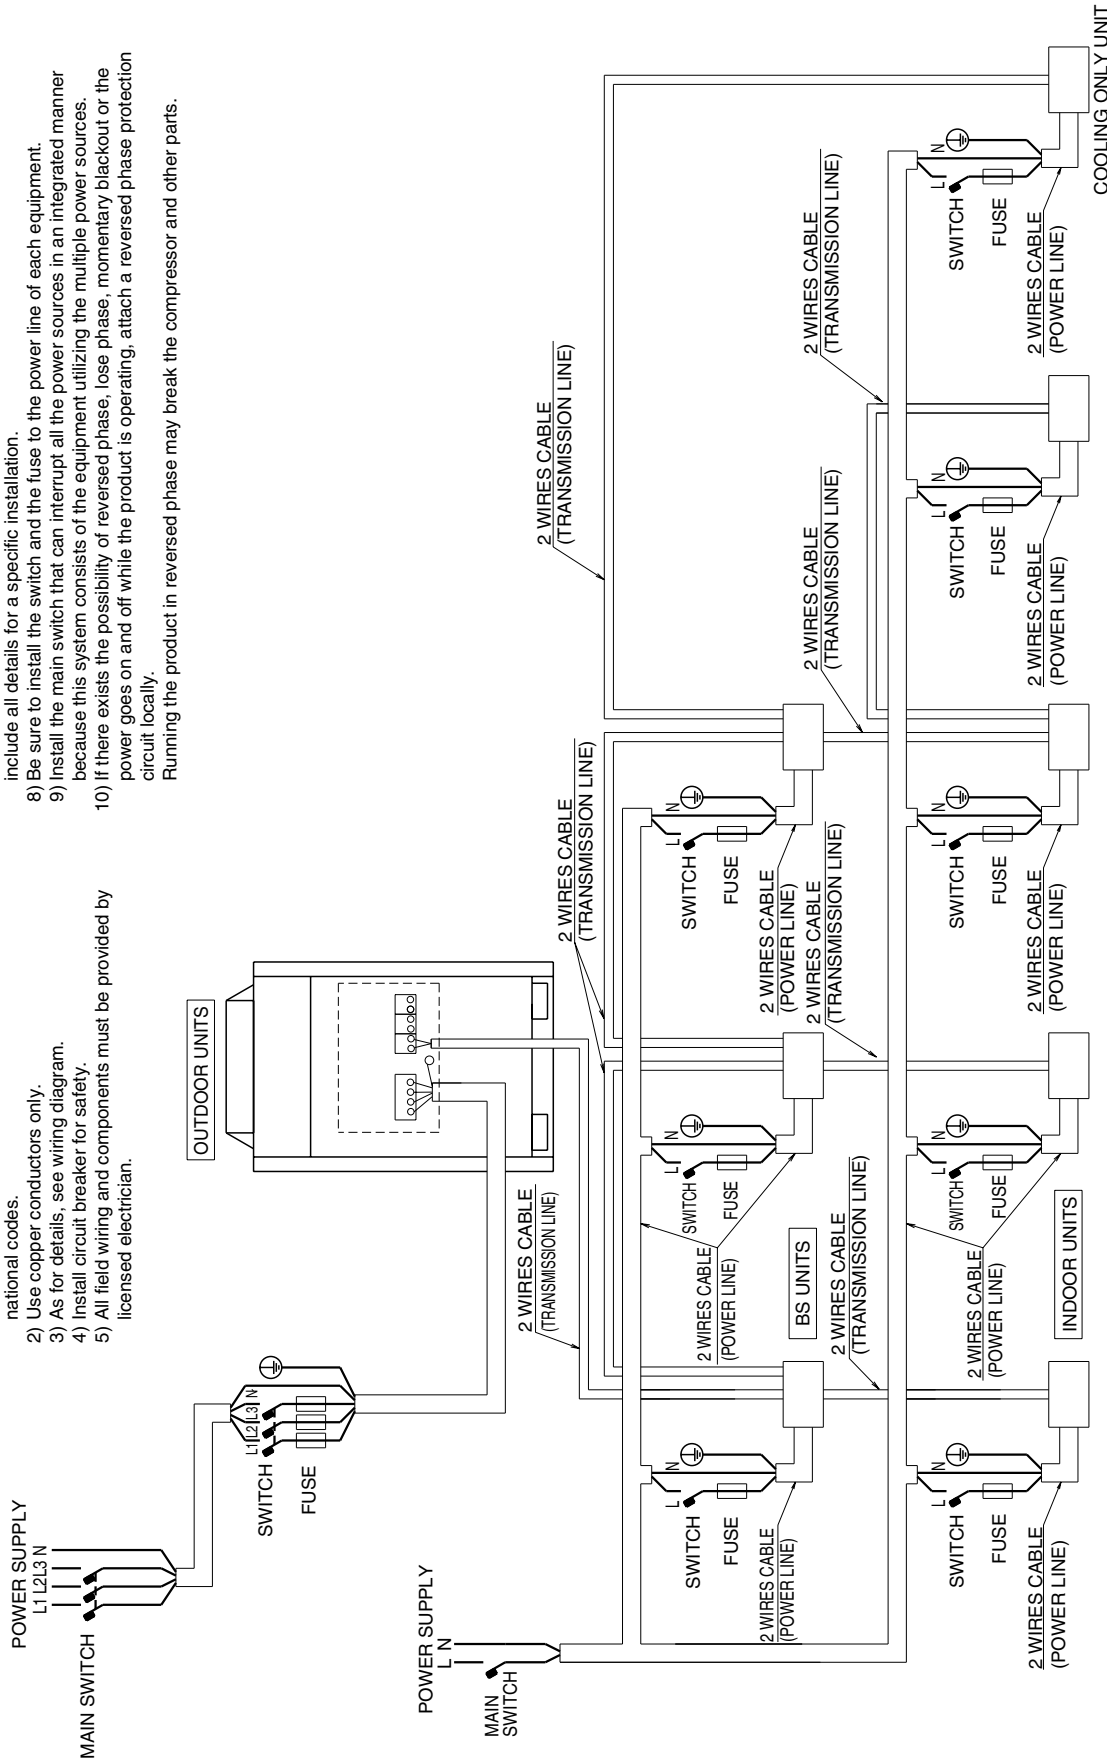 national codes.
2) Use copper conductors only.
3) As for details, see wiring diagram.
4) Install circuit breaker for safety.
5) All field wiring and components must be provided by
licensed electrician.
include all details for a specific installation.
8) Be sure to install the switch and the fuse to the power line of each equipment.
9) Install the main switch that can interrupt all the power sources in an integrated manner
because this system consists of the equipment utilizing the multiple power sources.
10) If there exists the possibility of reversed phase, lose phase, momentary blackout or the
power goes on and off while the product is operating, attach a reversed phase protection
circuit locally.
Running the product in reversed phase may break the compressor and other parts.
POWER SUPPLY
L1 L2 L3 N
MAIN SWITCH
L1 L2 L3 N
SWITCH
FUSE
OUTDOOR UNITS
POWER SUPPLY
L N
MAIN
SWITCH
2 WIRES CABLE
(TRANSMISSION LINE)
2 WIRES CABLE
(TRANSMISSION LINE)
2 WIRES CABLE
(TRANSMISSION LINE)
L N
SWITCH
FUSE
2 WIRES CABLE
(POWER LINE)
L N
SWITCH
FUSE
2 WIRES CABLE
(POWER LINE)
L N
SWITCH
FUSE
2 WIRES CABLE
(POWER LINE)
BS UNITS
2 WIRES CABLE
(TRANSMISSION LINE)
2 WIRES CABLE
(TRANSMISSION LINE)
2 WIRES CABLE
(TRANSMISSION LINE)
2 WIRES CABLE
(TRANSMISSION LINE)
L N
SWITCH
FUSE
2 WIRES CABLE
(POWER LINE)
L N
SWITCH
FUSE
2 WIRES CABLE
(POWER LINE)
L N
SWITCH
FUSE
2 WIRES CABLE
(POWER LINE)
L N
SWITCH
FUSE
2 WIRES CABLE
(POWER LINE)
L N
SWITCH
FUSE
2 WIRES CABLE
(POWER LINE)
INDOOR UNITS
COOLING ONLY UNIT